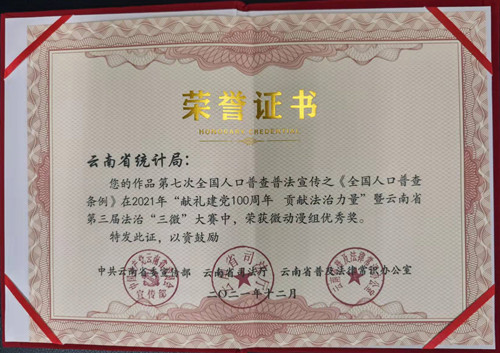 荣誉证书
HONORARY CREDENTIAL
云南省统计局：
您的作品第七次全国人口普查普法宣传之《全国人口普查
条例》在2021年“献礼建党100周年 贡献法治力量”暨云南省
第三届法治“三微”大赛中，荣获微动漫组优秀奖。
特发此证，以资鼓励
中共云南省委宣传部 云南省司法厅 云南省普及法律常识办公室
二〇二一年十二月
宣传部